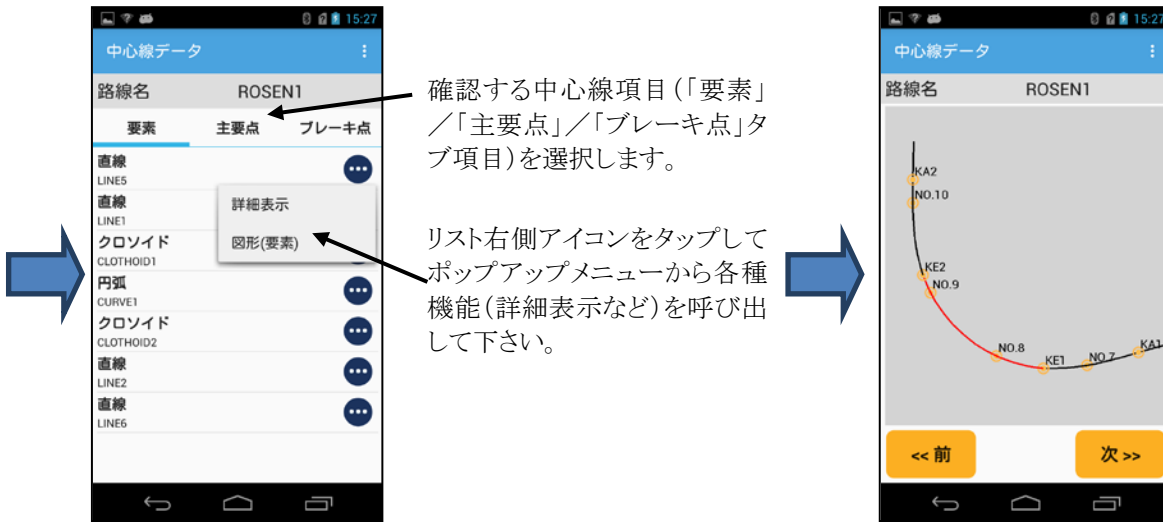 15:27
中心線データ
路線名 ROSEN1
要素 主要点 ブレーキ点
直線
LINE5
直線
LINE1
クロソイド
CLOTHOID1
円弧
CURVE1
クロソイド
CLOTHOID2
直線
LINE2
直線
LINE6
詳細表示
図形(要素)
確認する中心線項目(「要素」
/「主要点」/「ブレーキ点」タ
ブ項目)を選択します。
リスト右側アイコンをタップして
ポップアップメニューから各種
機能(詳細表示など)を呼び出
して下さい。
15:27
中心線データ
路線名 ROSEN1
KA2
NO.10
KE2
NO.9
NO.8
KE1
NO.7
KA1
<< 前
次 >>